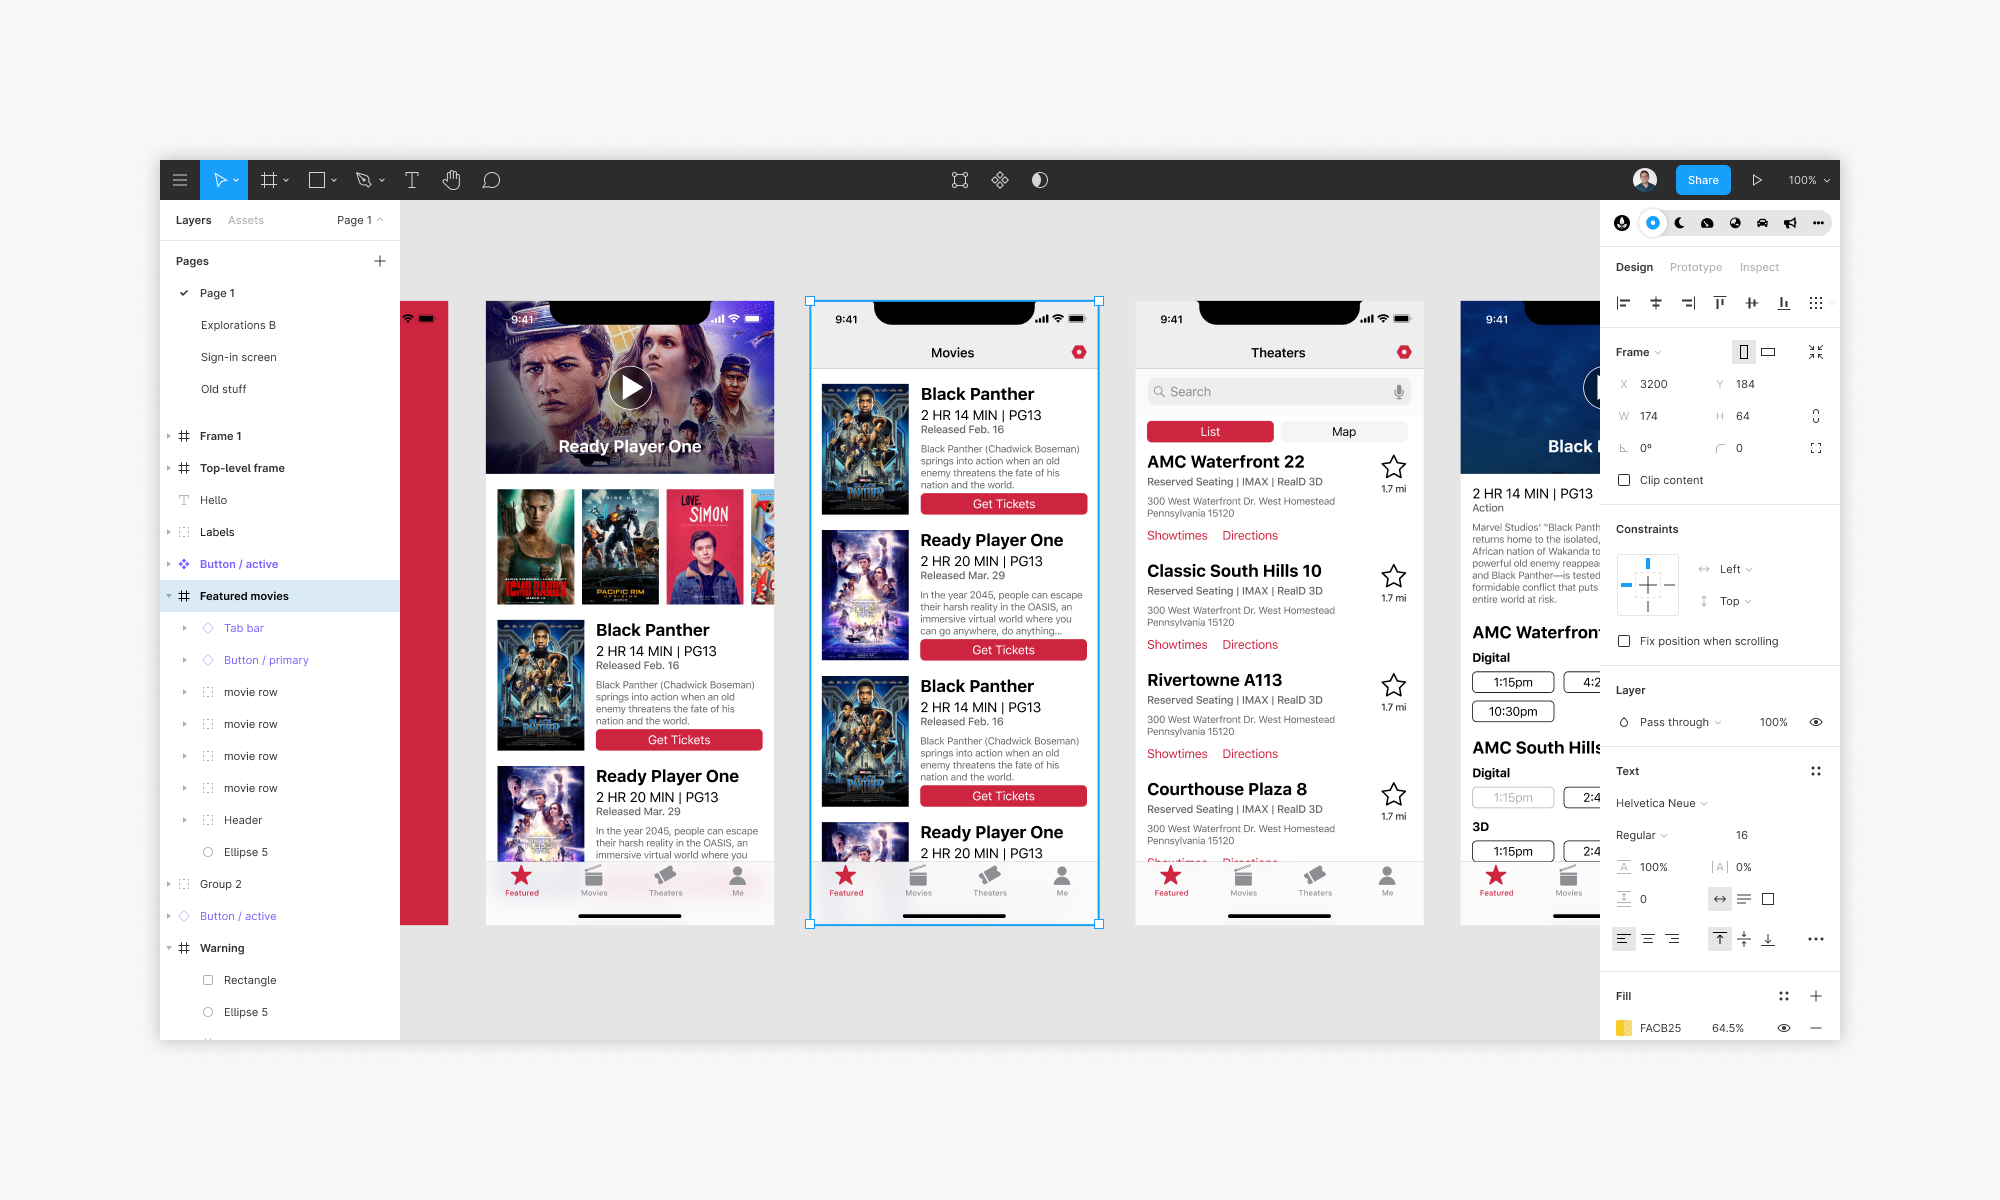 Share
100%
Layers
Assets
Page 1
Pages
Page 1
Explorations B
Sign-in screen
Old stuff
Frame 1
Top-level frame
Hello
Labels
Button / active
Featured movies
Tab bar
Button / primary
movie row
movie row
movie row
movie row
Header
Ellipse 5
Group 2
Button / active
Warning
Rectangle
Ellipse 5
9:41
Ready Player One
LOVE,
SIMON
TOMB RAIDER
PACIFIC RIM
UPRISING
Black Panther
2 HR 14 MIN | PG13
Released Feb. 16
Black Panther (Chadwick Boseman)
springs into action when an old
enemy threatens the fate of his
nation and the world.
Get Tickets
Ready Player One
2 HR 20 MIN | PG13
Released Mar. 29
In the year 2045, people can escape
their harsh reality in the OASIS, an
immersive virtual world where you
Featured
Movies
Theaters
Me
9:41
Movies
Black Panther
2 HR 14 MIN | PG13
Released Feb. 16
Black Panther (Chadwick Boseman)
springs into action when an old
enemy threatens the fate of his
nation and the world.
Get Tickets
Ready Player One
2 HR 20 MIN | PG13
Released Mar. 29
In the year 2045, people can escape
their harsh reality in the OASIS, an
immersive virtual world where you
can go anywhere, do anything...
Get Tickets
Black Panther
2 HR 14 MIN | PG13
Released Feb. 16
Black Panther (Chadwick Boseman)
springs into action when an old
enemy threatens the fate of his
nation and the world.
Get Tickets
Ready Player One
2 HR 20 MIN | PG13
Featured
Movies
Theaters
Me
9:41
Theaters
Search
List
Map
AMC Waterfront 22
Reserved Seating | IMAX | RealD 3D
1.7 mi
300 West Waterfront Dr. West Homestead
Pennsylvania 15120
Showtimes
Directions
Classic South Hills 10
Reserved Seating | IMAX | RealD 3D
1.7 mi
300 West Waterfront Dr. West Homestead
Pennsylvania 15120
Showtimes
Directions
Rivertowne A113
Reserved Seating | IMAX | RealD 3D
1.7 mi
300 West Waterfront Dr. West Homestead
Pennsylvania 15120
Showtimes
Directions
Courthouse Plaza 8
Reserved Seating | IMAX | RealD 3D
1.7 mi
300 West Waterfront Dr. West Homestead
Pennsylvania 15120
Showtimes
Directions
Featured
Movies
Theaters
Me
9:41
Black
2 HR 14 MIN | PG13
Action
Marvel Studios' "Black Panth
returns home to the isolated,
African nation of Wakanda to
powerful old enemy reappea
and Black Panther—is tested
formidable conflict that puts
entire world at risk.
AMC Waterfront
Digital
1:15pm
4:2
10:30pm
AMC South Hills
Digital
1:15pm
2:4
3D
1:15pm
2:4
Featured
Movies
Design
Prototype
Inspect
Frame
X 3200
Y 184
W 174
H 64
0°
0
Clip content
Constraints
Left
Top
Fix position when scrolling
Layer
Pass through
100%
Text
Helvetica Neue
Regular
16
100%
0%
0
Fill
FACB25
64.5%